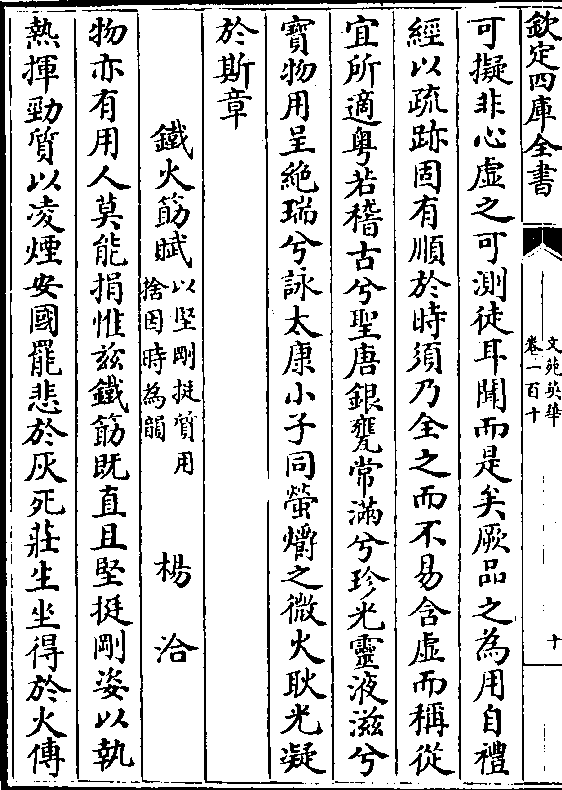 欽定四庫全書
文苑英華
卷一百十
十
可擬非心虛之可測徒耳聞而是矣厥品之為用自禮
經以疏跡固有順於時須乃全之而不易含虛而稱從
宜所適粤若稽古兮聖唐銀甕常滿兮珍光靈液滋兮
寶物用呈絶瑞兮詠太康小子同螢爝之微火耿光凝
於斯章
鐵火筯賦以堅剛挺質用
捨因時為韻
楊洽
物亦有用人莫能捐惟兹鐵筯既直且堅挺剛姿以執
熱揮勁質以凌煙安國罷悲於灰死莊生坐得於火傳